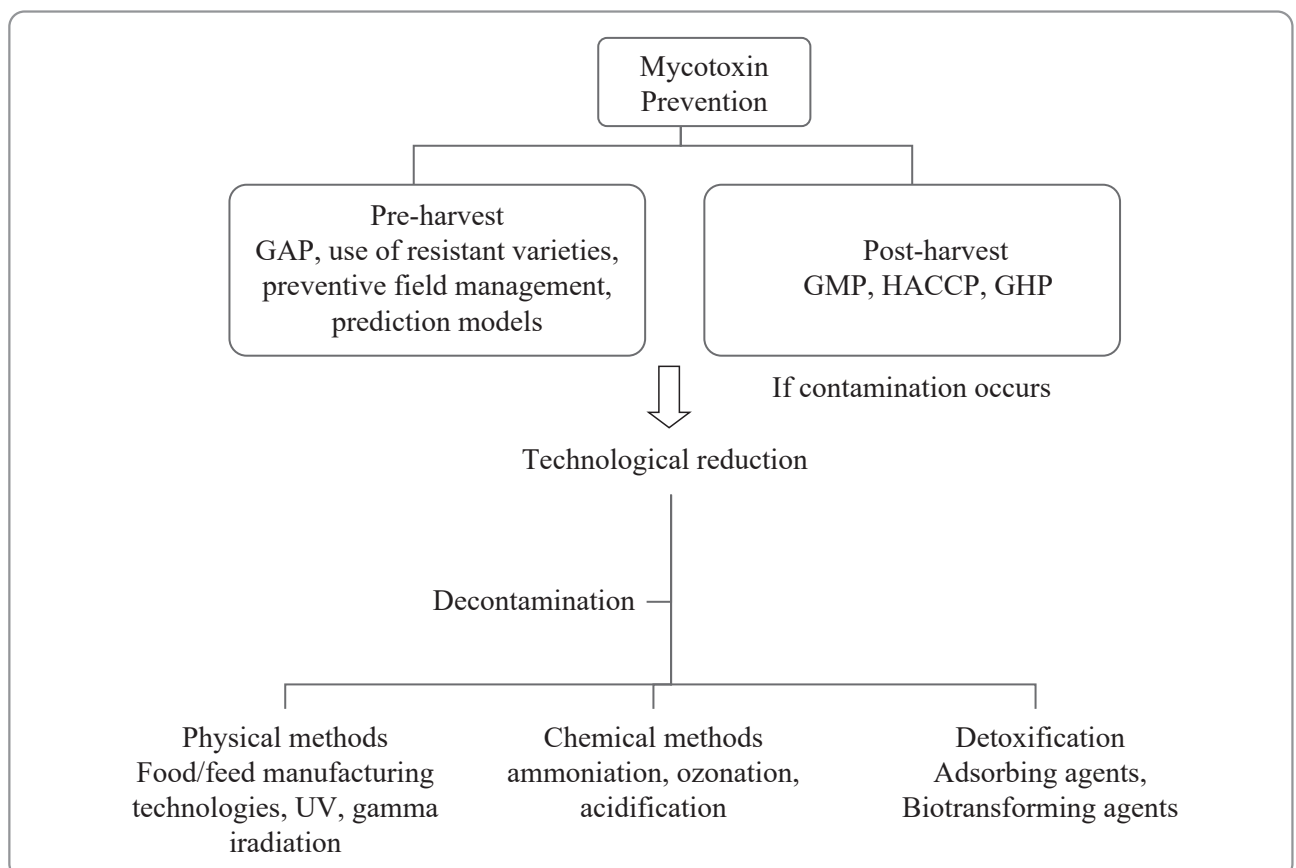 Mycotoxin
Prevention
Pre-harvest
GAP, use of resistant varieties,
preventive field management,
prediction models
Post-harvest
GMP, HACCP, GHP
If contamination occurs
Technological reduction
Decontamination
Physical methods
Food/feed manufacturing
technologies, UV, gamma
iradiation
Chemical methods
ammoniation, ozonation,
acidification
Detoxification
Adsorbing agents,
Biotransforming agents